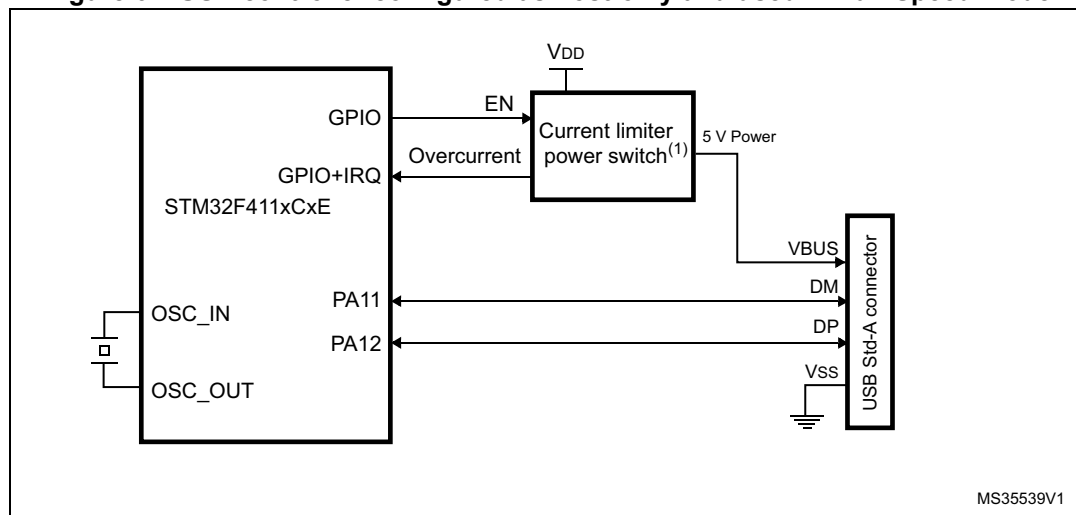 VDD
GPIO
EN
Current limiter
power switch(1)
5 V Power
Overcurrent
GPIO+IRQ
STM32F411xCxE
VBUS
DM
PA11
OSC_IN
DP
PA12
VSS
OSC_OUT
USB Std-A connector
MS35539V1